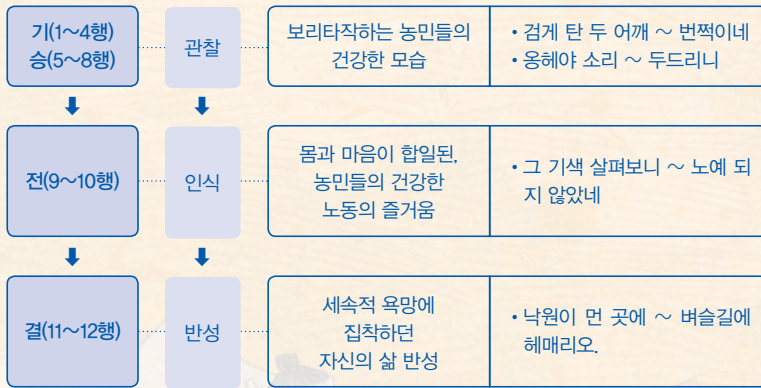 기(1~4행)
승(5~8행)
관찰
보리타작하는 농민들의
건강한 모습
• 검게 탄 두 어깨 ~ 번쩍이네
• 옹헤야 소리 ~ 두드리니
전(9~10행)
인식
몸과 마음이 합일된,
농민들의 건강한
노동의 즐거움
• 그 기색 살펴보니 ~ 노예 되
지 않았네
결(11~12행)
반성
세속적 욕망에
집착하던
자신의 삶 반성
• 낙원이 먼 곳에 ~ 벼슬길에
헤매리오.